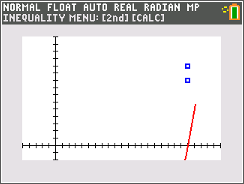 NORMAL FLOAT AUTO REAL RADIAN MP
INEQUALITY MENU:[2nd][CALC]